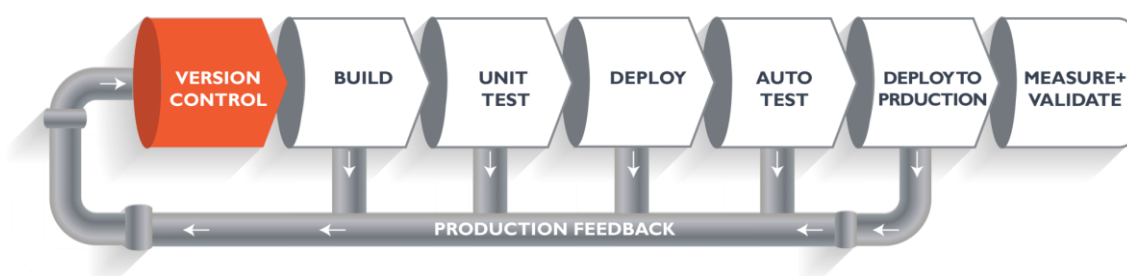 VERSION
CONTROL
BUILD
UNIT
TEST
DEPLOY
AUTO
TEST
DEPLOY TO
PRDUCTION
MEASURE+
VALIDATE
PRODUCTION FEEDBACK